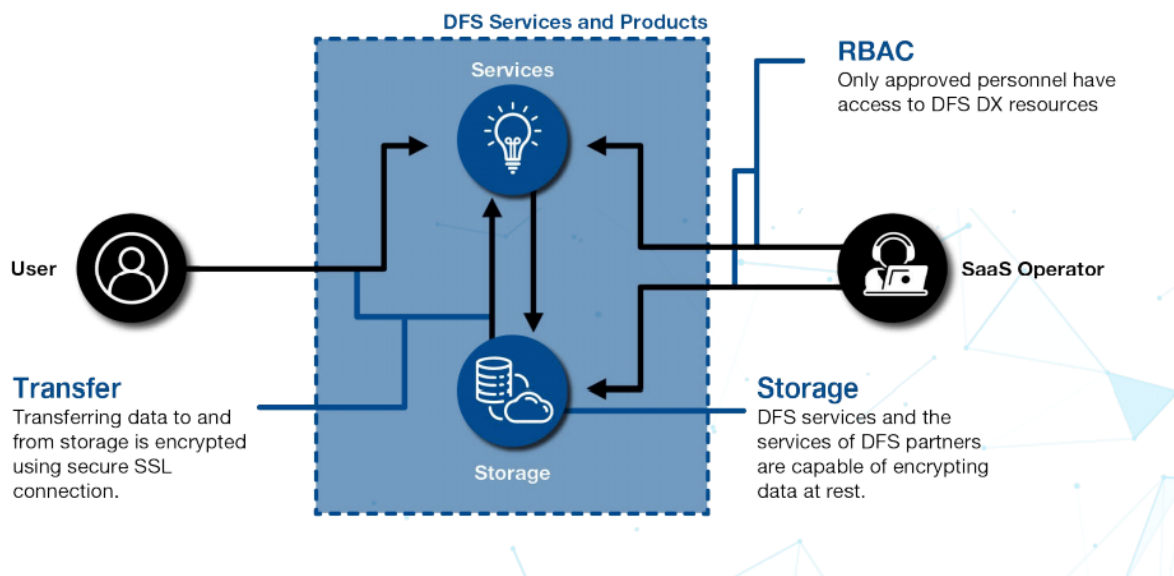 DFS Services and Products
Services
RBAC
Only approved personnel have
access to DFS DX resources
User
SaaS Operator
Transfer
Transferring data to and
from storage is encrypted
using secure SSL
connection.
Storage
Storage
DFS services and the
services of DFS partners
are capable of encrypting
data at rest.